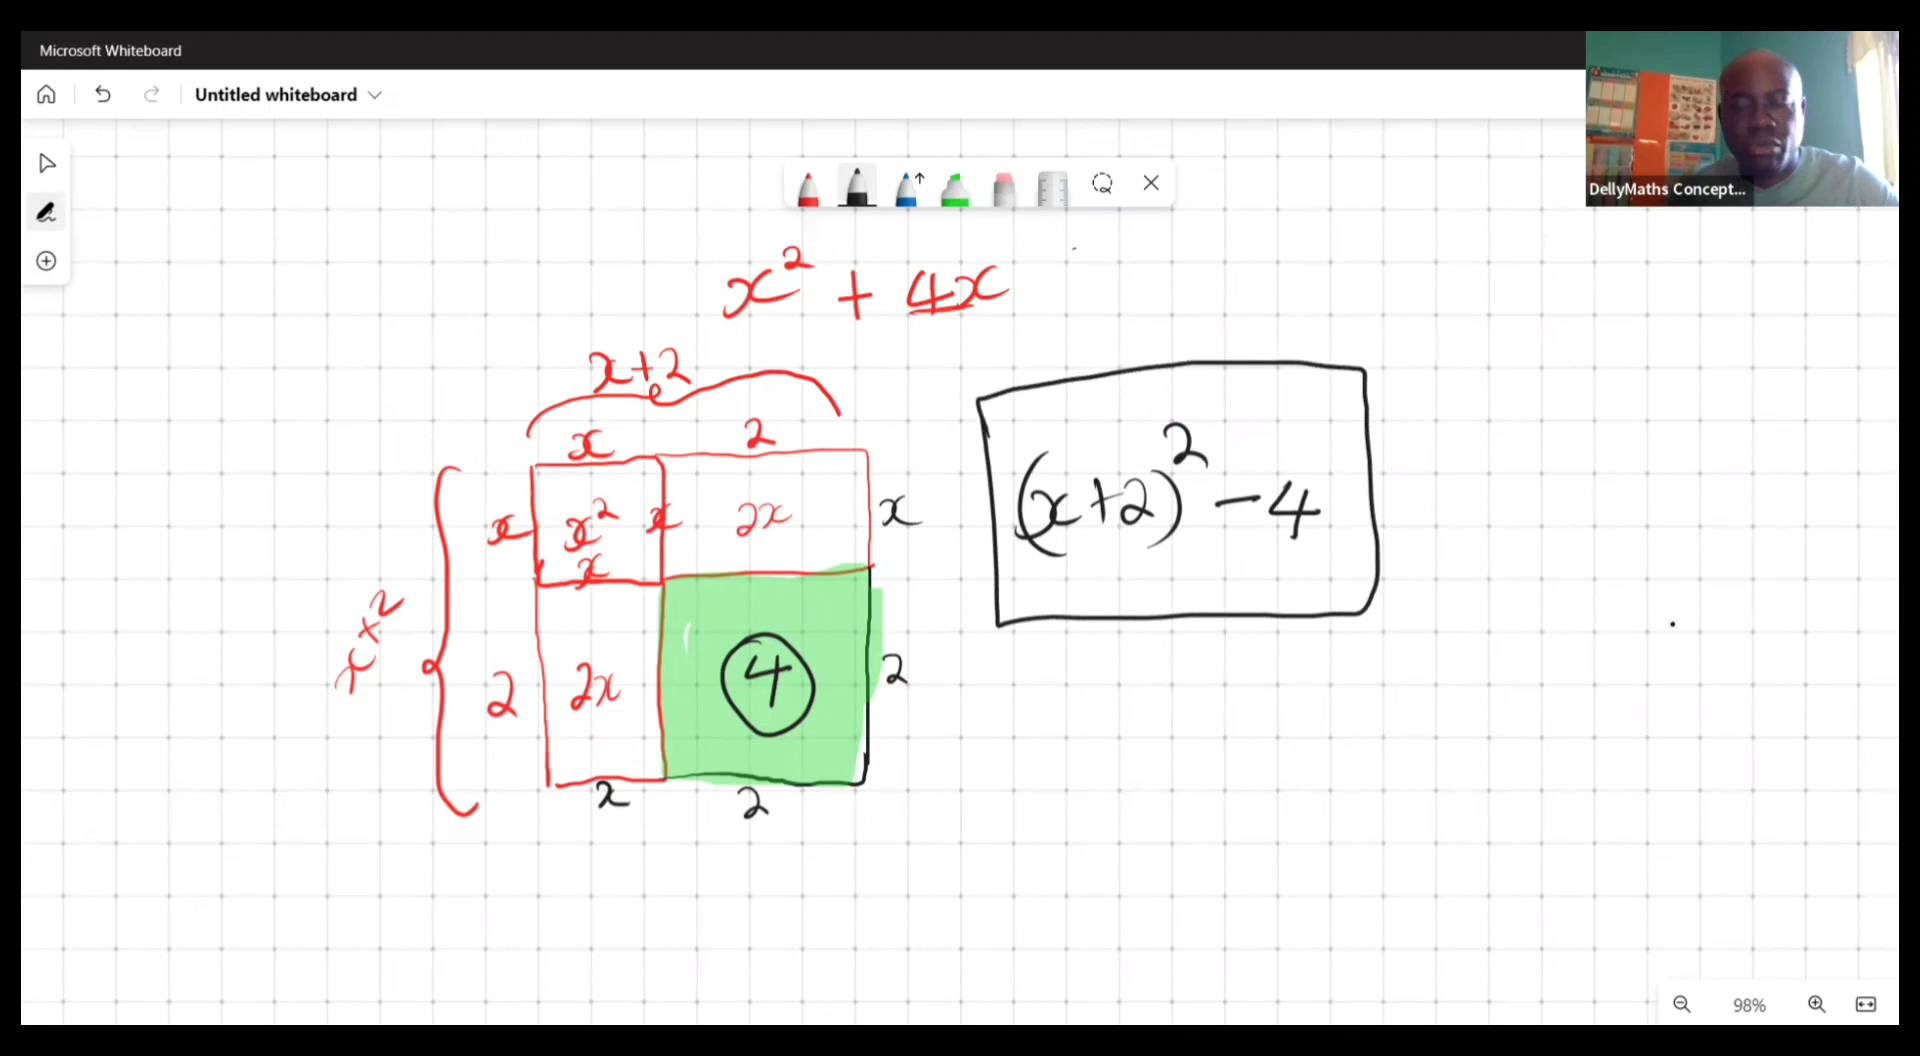 Microsoft Whiteboard
Untitled whiteboard
DellyMaths Concept...
x² + 4x
x+2
x 2
x x² x 2x x
x
(x+2)² - 4
x+2
2 2x 4 2
x 2
98%